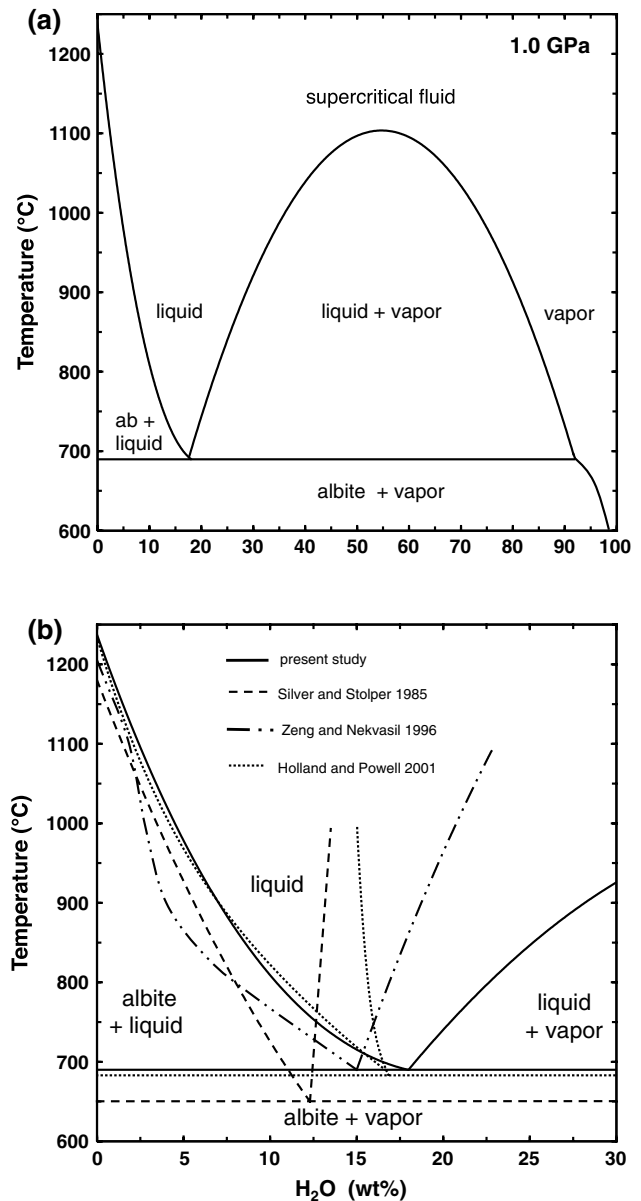 (a)
1.0 GPa
1200
1100
1000
900
800
700
600
Temperature (°C)
supercritical fluid
liquid
liquid + vapor
vapor
ab +
liquid
albite + vapor
0 10 20 30 40 50 60 70 80 90 100
(b)
1200
1100
1000
900
800
700
600
Temperature (°C)
present study
Silver and Stolper 1985
Zeng and Nekvasil 1996
Holland and Powell 2001
liquid
albite
+ liquid
liquid
+ vapor
albite + vapor
0 5 10 15 20 25 30
H₂O (wt%)